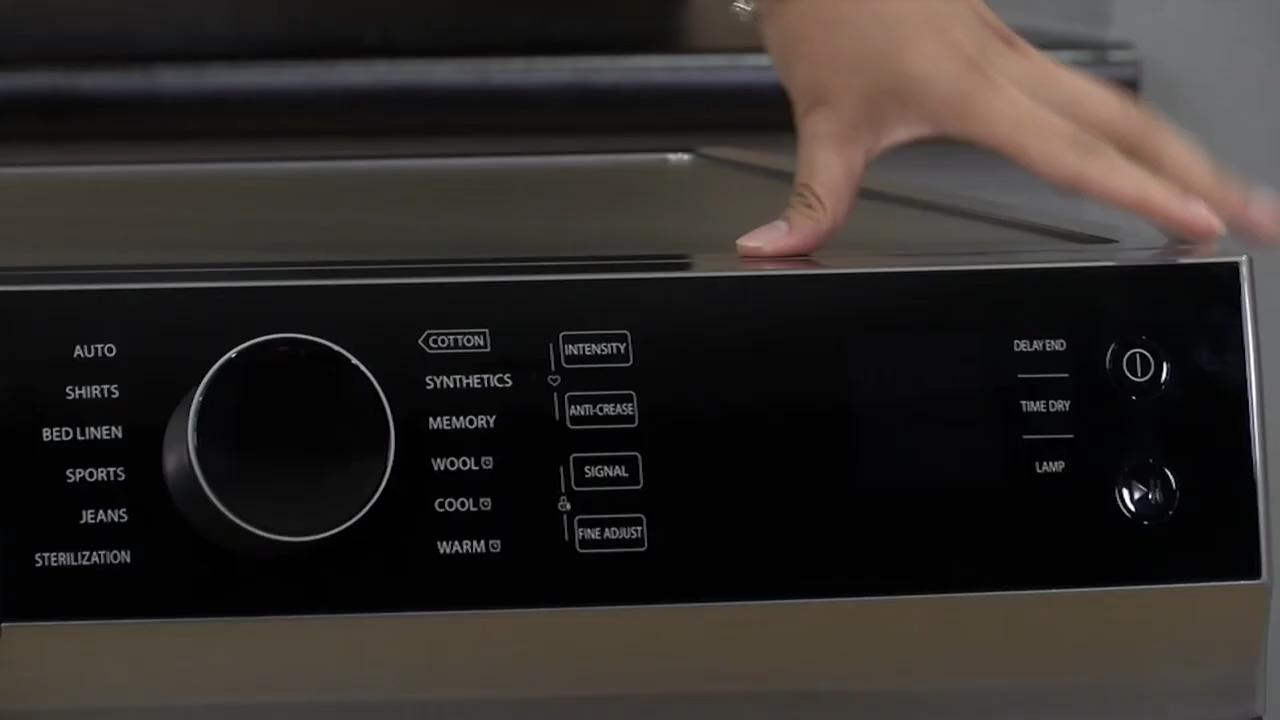 AUTO
SHIRTS
BED LINEN
SPORTS
JEANS
STERILIZATION
COTTON
SYNTHETICS
MEMORY
WOOL
COOL
WARM
INTENSITY
ANTI-CREASE
SIGNAL
FINE ADJUST
DELAY END
TIME DRY
LAMP